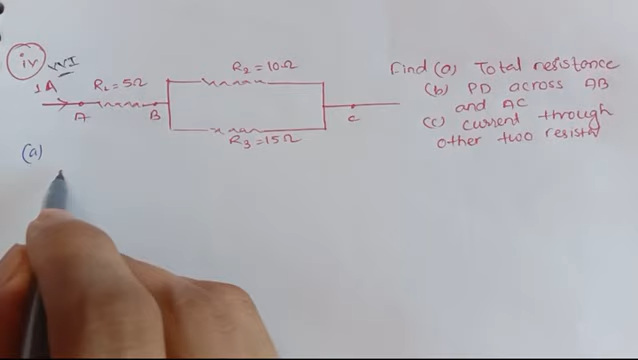 iv
VVI
R₂ = 10Ω
1A
R₁ = 5Ω
A
B
C
R₃ = 15Ω
Find (a) Total resistance
(b) PD across AB
and AC
(c) current through
other two resistr
(a)